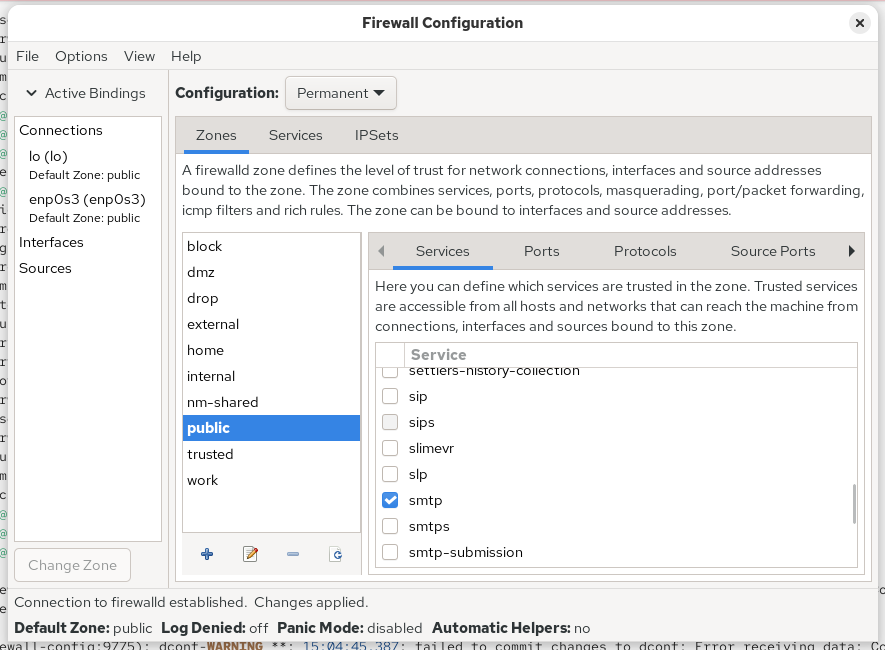 Firewall Configuration
File Options View Help
Active Bindings
Configuration: Permanent
Connections
lo (lo)
Default Zone: public
enp0s3 (enp0s3)
Default Zone: public
Interfaces
Sources
Change Zone
Zones Services IPSets
A firewalld zone defines the level of trust for network connections, interfaces and source addresses
bound to the zone. The zone combines services, ports, protocols, masquerading, port/packet forwarding,
icmp filters and rich rules. The zone can be bound to interfaces and source addresses.
block
dmz
drop
external
home
internal
nm-shared
public
trusted
work
Services Ports Protocols Source Ports
Here you can define which services are trusted in the zone. Trusted services
are accessible from all hosts and networks that can reach the machine from
connections, interfaces and sources bound to this zone.
Service
settlers-history-collection
sip
sips
slimevr
slp
smtp
smtps
smtp-submission
Connection to firewalld established. Changes applied.
Default Zone: public Log Denied: off Panic Mode: disabled Automatic Helpers: no
ewall-config:9775): dconf-WARNING **: 15:04:45.387: failed to commit changes to dconf: Error receiving data: Co